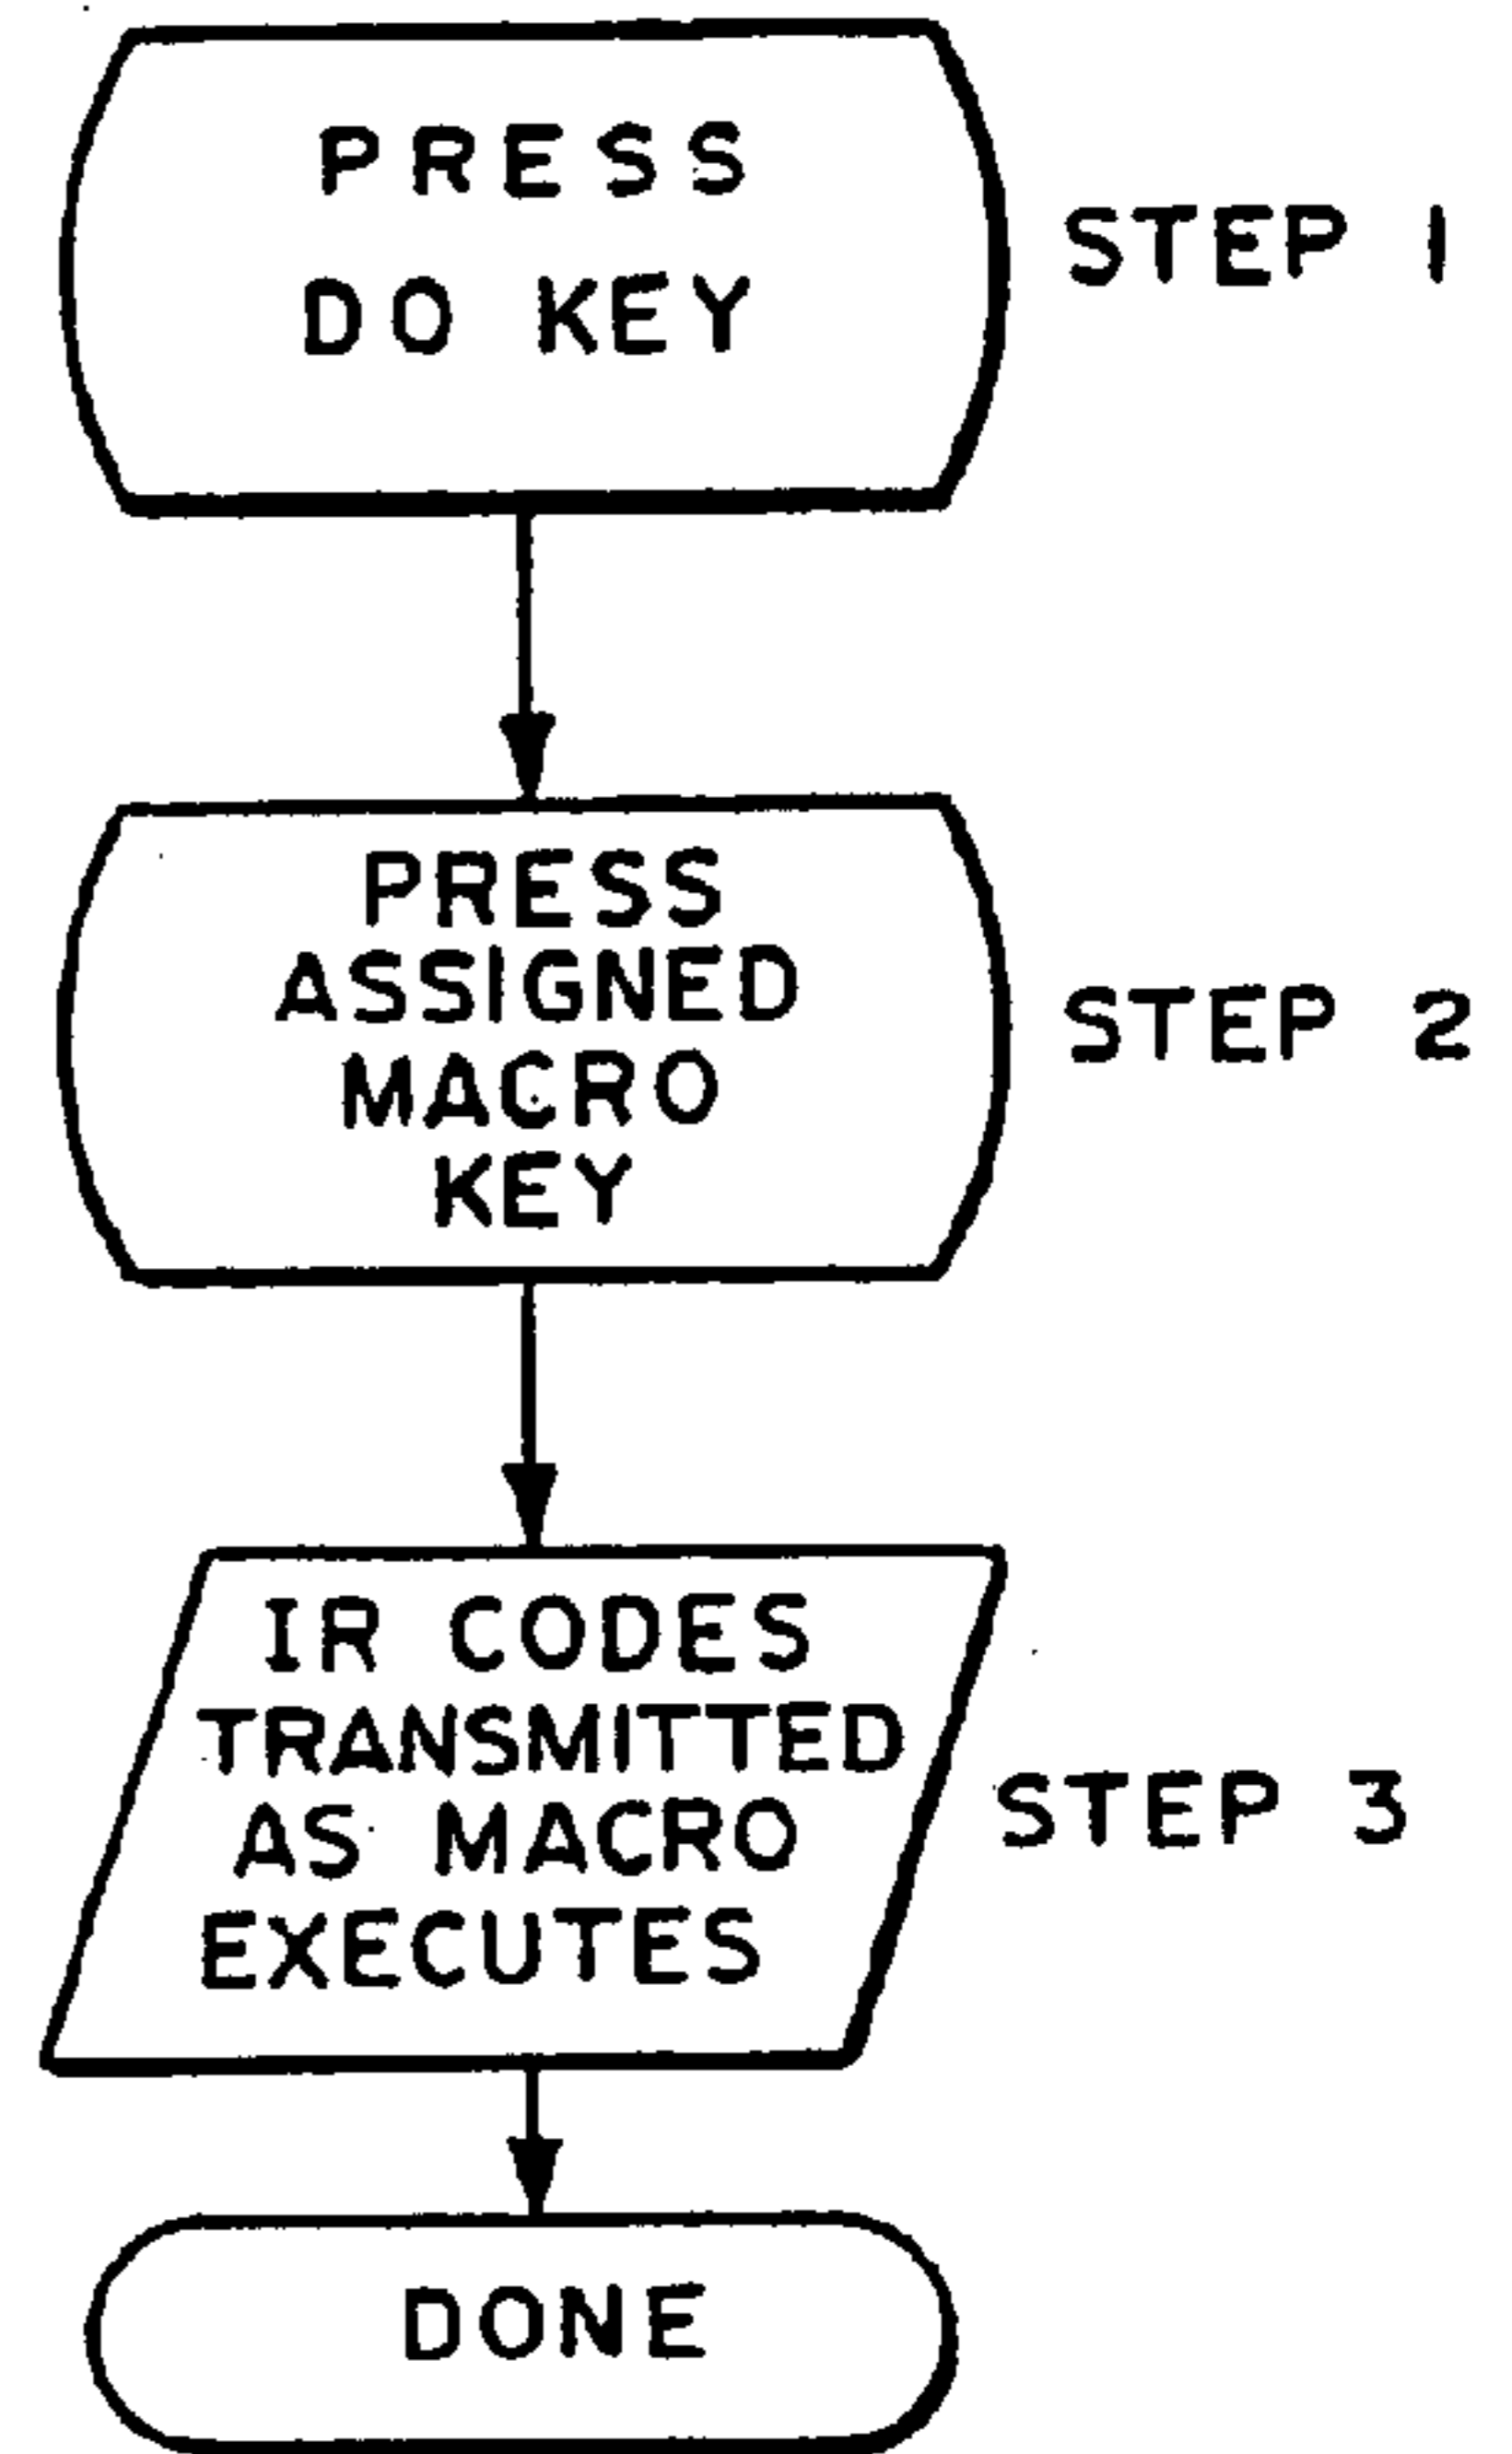 PRESS
DO KEY
STEP 1
PRESS
ASSIGNED
MACRO
KEY
STEP 2
IR CODES
TRANSMITTED
AS MACRO
EXECUTES
STEP 3
DONE